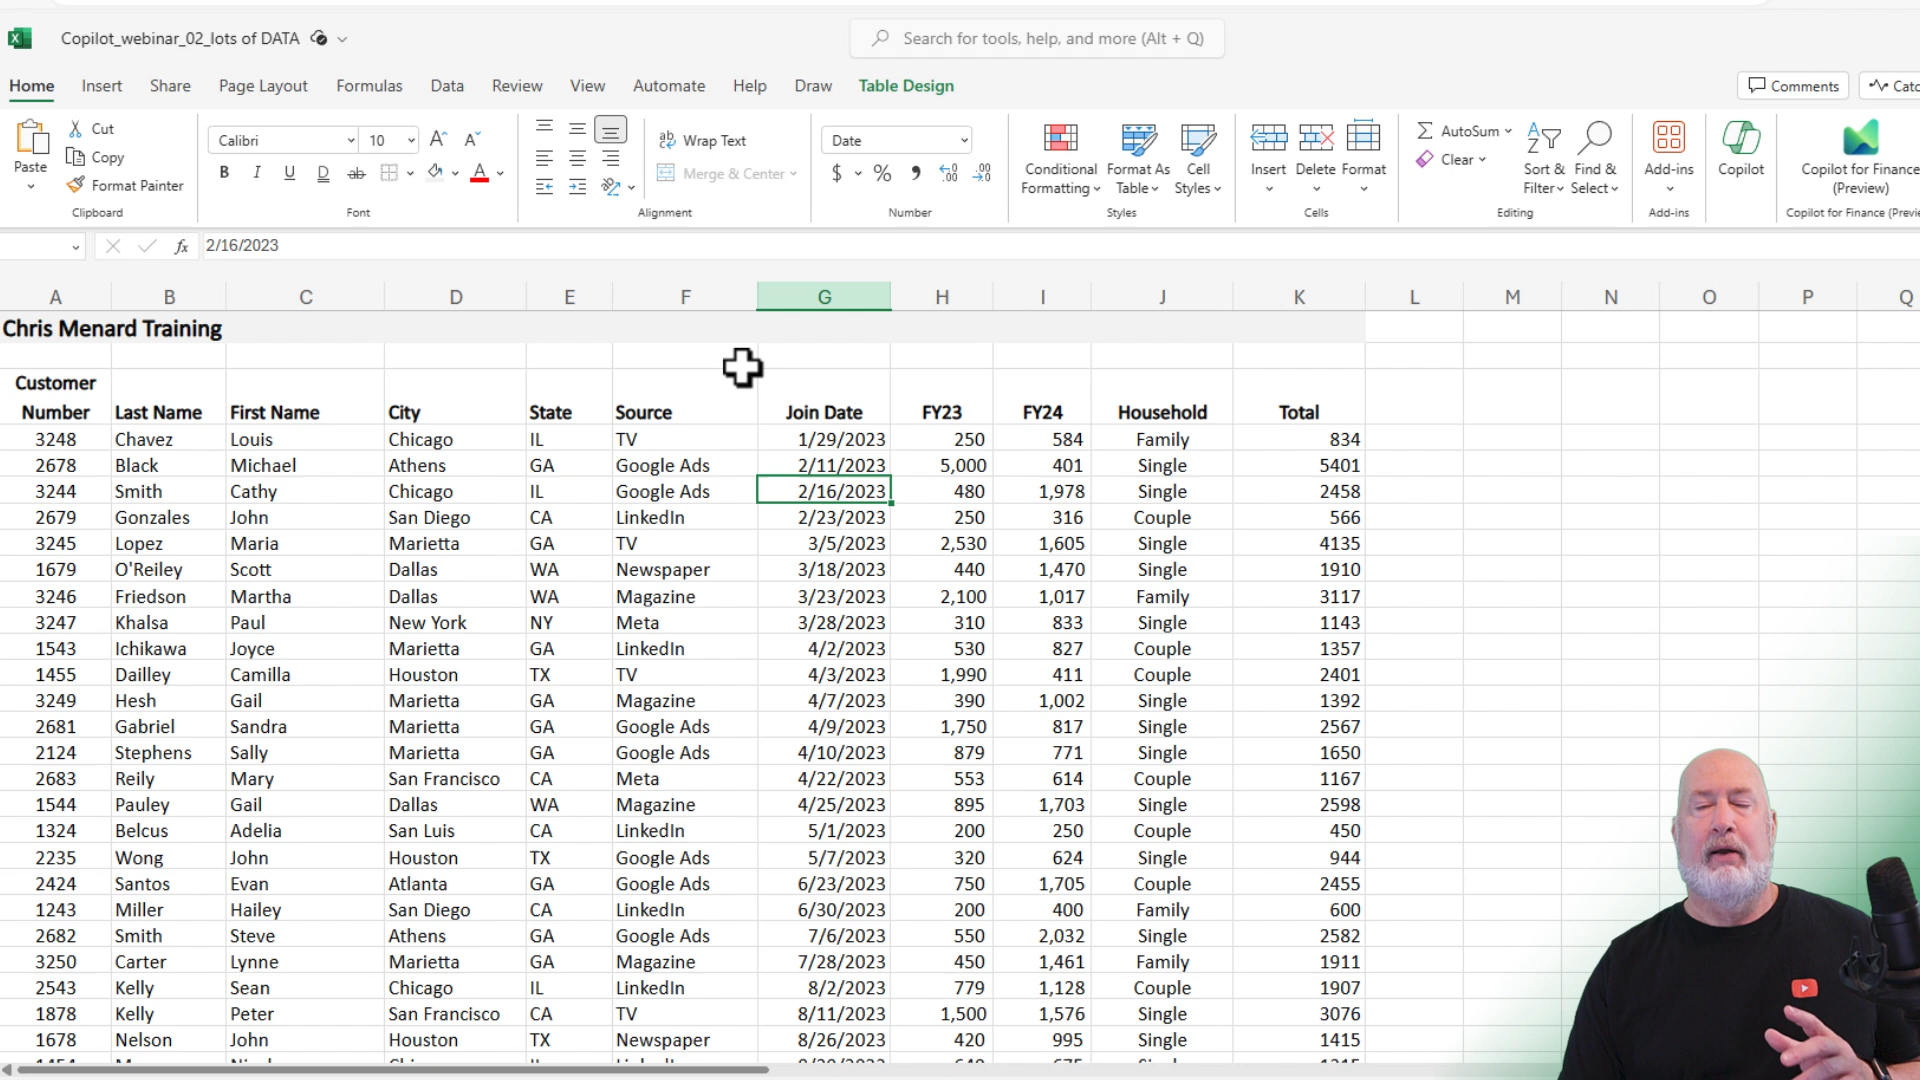 Copilot_webinar_02_lots of DATA
Search for tools, help, and more (Alt + Q)
Home Insert Share Page Layout Formulas Data Review View Automate Help Draw Table Design Comments Catc
Paste Cut Copy Format Painter Clipboard
Calibri 10 A A B I U D ab A Font
ab Wrap Text Merge & Center Alignment
Date $ % , .00 .00 Number
Conditional Formatting Format As Table Cell Styles Styles
Insert Delete Format Cells
AutoSum Clear Sort & Filter Find & Select Editing
Add-ins Add-ins
Copilot
Copilot for Finance (Preview) Copilot for Finance (Previe
fx 2/16/2023
A B C D E F G H I J K L M N O P Q
Chris Menard Training
Customer Number Last Name First Name City State Source Join Date FY23 FY24 Household Total
3248 Chavez Louis Chicago IL TV 1/29/2023 250 584 Family 834
2678 Black Michael Athens GA Google Ads 2/11/2023 5,000 401 Single 5401
3244 Smith Cathy Chicago IL Google Ads 2/16/2023 480 1,978 Single 2458
2679 Gonzales John San Diego CA LinkedIn 2/23/2023 250 316 Couple 566
3245 Lopez Maria Marietta GA TV 3/5/2023 2,530 1,605 Single 4135
1679 O'Reiley Scott Dallas WA Newspaper 3/18/2023 440 1,470 Single 1910
3246 Friedson Martha Dallas WA Magazine 3/23/2023 2,100 1,017 Family 3117
3247 Khalsa Paul New York NY Meta 3/28/2023 310 833 Single 1143
1543 Ichikawa Joyce Marietta GA LinkedIn 4/2/2023 530 827 Couple 1357
1455 Dailley Camilla Houston TX TV 4/3/2023 1,990 411 Couple 2401
3249 Hesh Gail Marietta GA Magazine 4/7/2023 390 1,002 Single 1392
2681 Gabriel Sandra Marietta GA Google Ads 4/9/2023 1,750 817 Single 2567
2124 Stephens Sally Marietta GA Google Ads 4/10/2023 879 771 Single 1650
2683 Reily Mary San Francisco CA Meta 4/22/2023 553 614 Couple 1167
1544 Pauley Gail Dallas WA Magazine 4/25/2023 895 1,703 Single 2598
1324 Belcus Adelia San Luis CA LinkedIn 5/1/2023 200 250 Couple 450
2235 Wong John Houston TX Google Ads 5/7/2023 320 624 Single 944
2424 Santos Evan Atlanta GA Google Ads 6/23/2023 750 1,705 Couple 2455
1243 Miller Hailey San Diego CA LinkedIn 6/30/2023 200 400 Family 600
2682 Smith Steve Athens GA Google Ads 7/6/2023 550 2,032 Single 2582
3250 Carter Lynne Marietta GA Magazine 7/28/2023 450 1,461 Family 1911
2543 Kelly Sean Chicago IL LinkedIn 8/2/2023 779 1,128 Couple 1907
1878 Kelly Peter San Francisco CA TV 8/11/2023 1,500 1,576 Single 3076
1678 Nelson John Houston TX Newspaper 8/26/2023 420 995 Single 1415